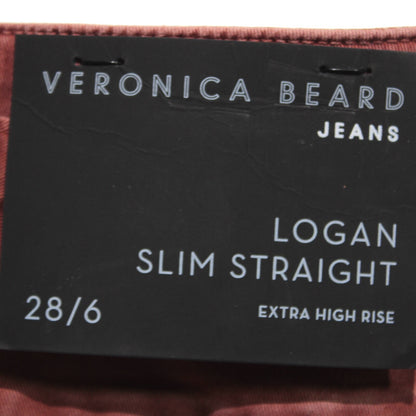 VERONICA BEARD
JEANS
LOGAN
SLIM STRAIGHT
28/6
EXTRA HIGH RISE